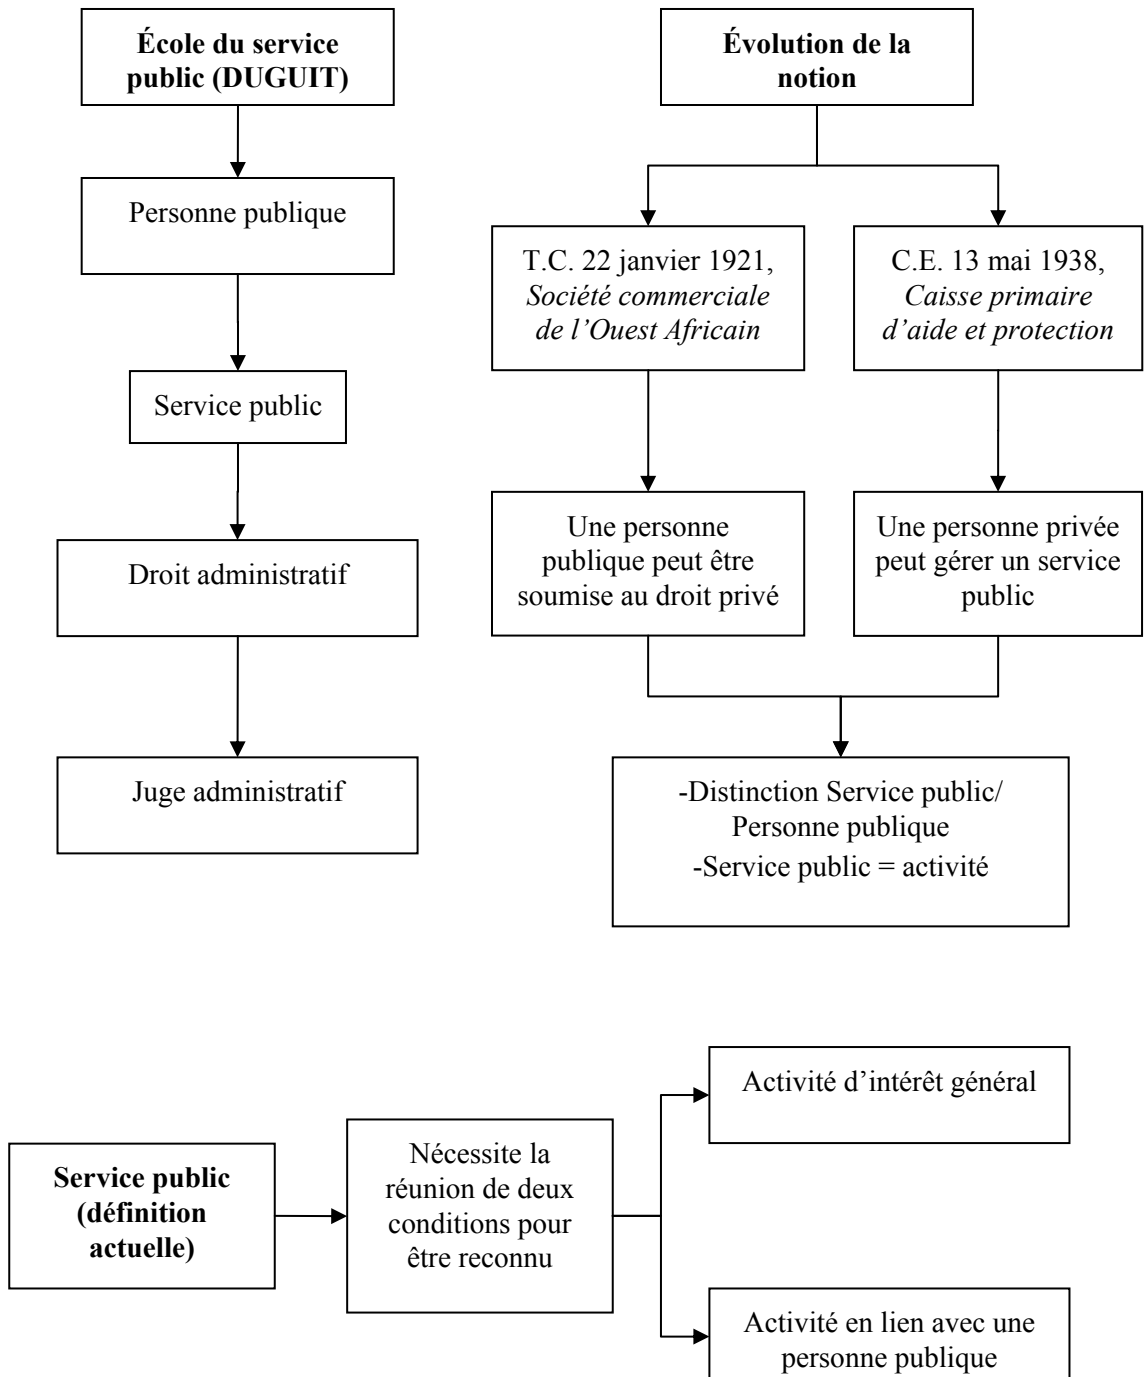 École du service
public (DUGUIT)
Personne publique
Service public
Droit administratif
Juge administratif
Évolution de la
notion
T.C. 22 janvier 1921,
Société commerciale
de l’Ouest Africain
Une personne
publique peut être
soumise au droit privé
C.E. 13 mai 1938,
Caisse primaire
d’aide et protection
Une personne privée
peut gérer un service
public
-Distinction Service public/
Personne publique
-Service public = activité
Service public
(définition
actuelle)
Nécessite la
réunion de deux
conditions pour
être reconnu
Activité d’intérêt général
Activité en lien avec une
personne publique